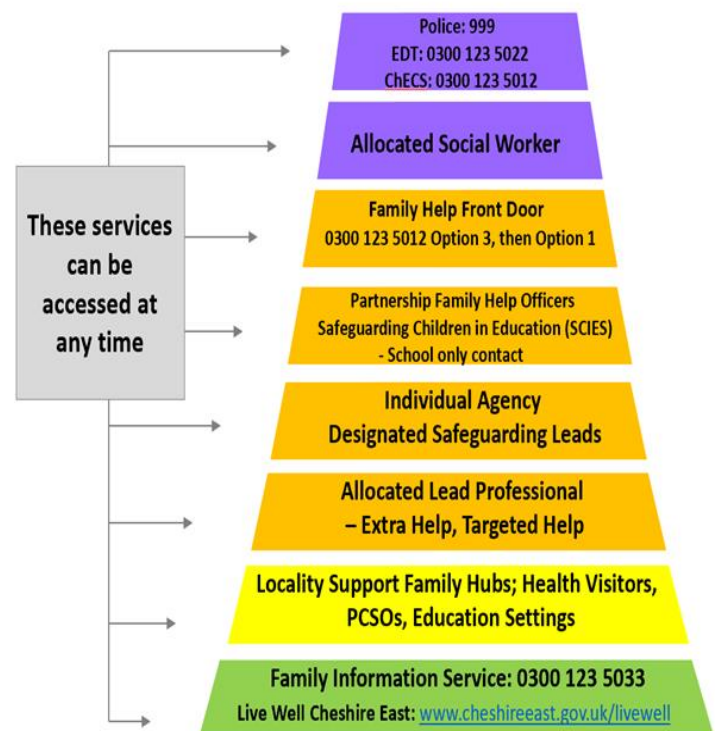 Police: 999
EDT: 0300 123 5022
ChECS: 0300 123 5012
Allocated Social Worker
These services
can be
accessed at
any time
Family Help Front Door
0300 123 5012 Option 3, then Option 1
Partnership Family Help Officers
Safeguarding Children in Education (SCIES)
- School only contact
Individual Agency
Designated Safeguarding Leads
Allocated Lead Professional
– Extra Help, Targeted Help
Locality Support Family Hubs; Health Visitors,
PCSOs, Education Settings
Family Information Service: 0300 123 5033
Live Well Cheshire East: www.cheshireeast.gov.uk/livewell